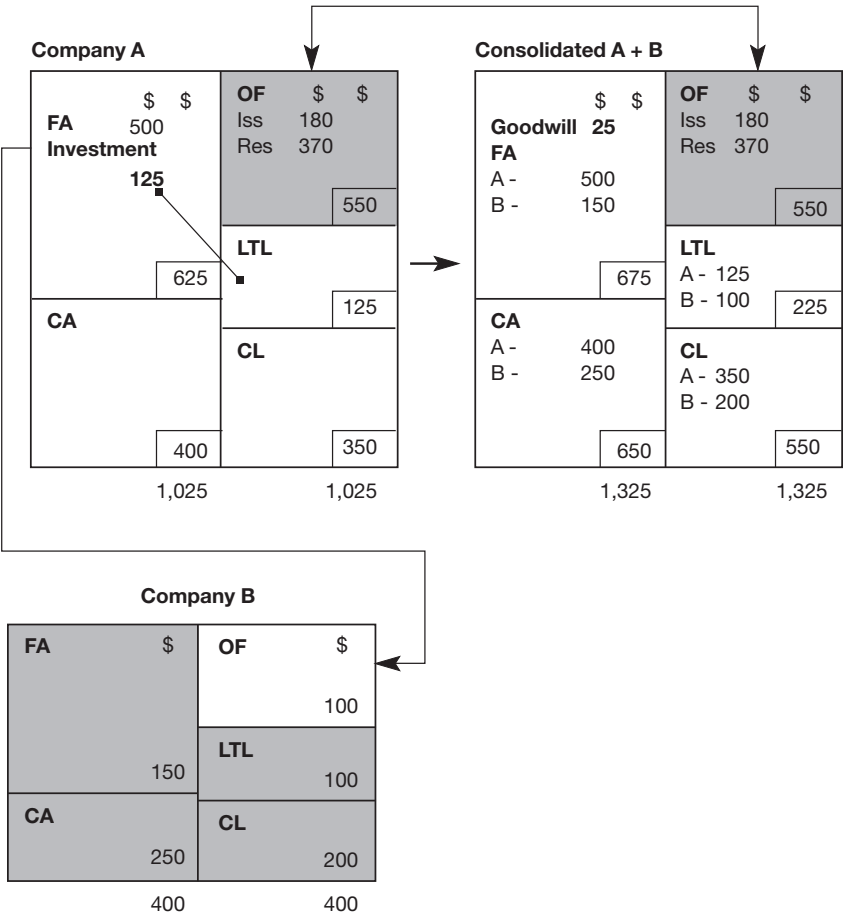 Company A
$ $
FA 500
Investment
125
625
CA
400
1,025
OF $ $
Iss 180
Res 370
550
LTL
125
CL
350
1,025
Consolidated A + B
$ $
Goodwill 25
FA
A - 500
B - 150
675
CA
A - 400
B - 250
650
1,325
OF $ $
Iss 180
Res 370
550
LTL
A - 125
B - 100
225
CL
A - 350
B - 200
550
1,325
Company B
FA $
150
CA
250
400
OF $
100
LTL
100
CL
200
400